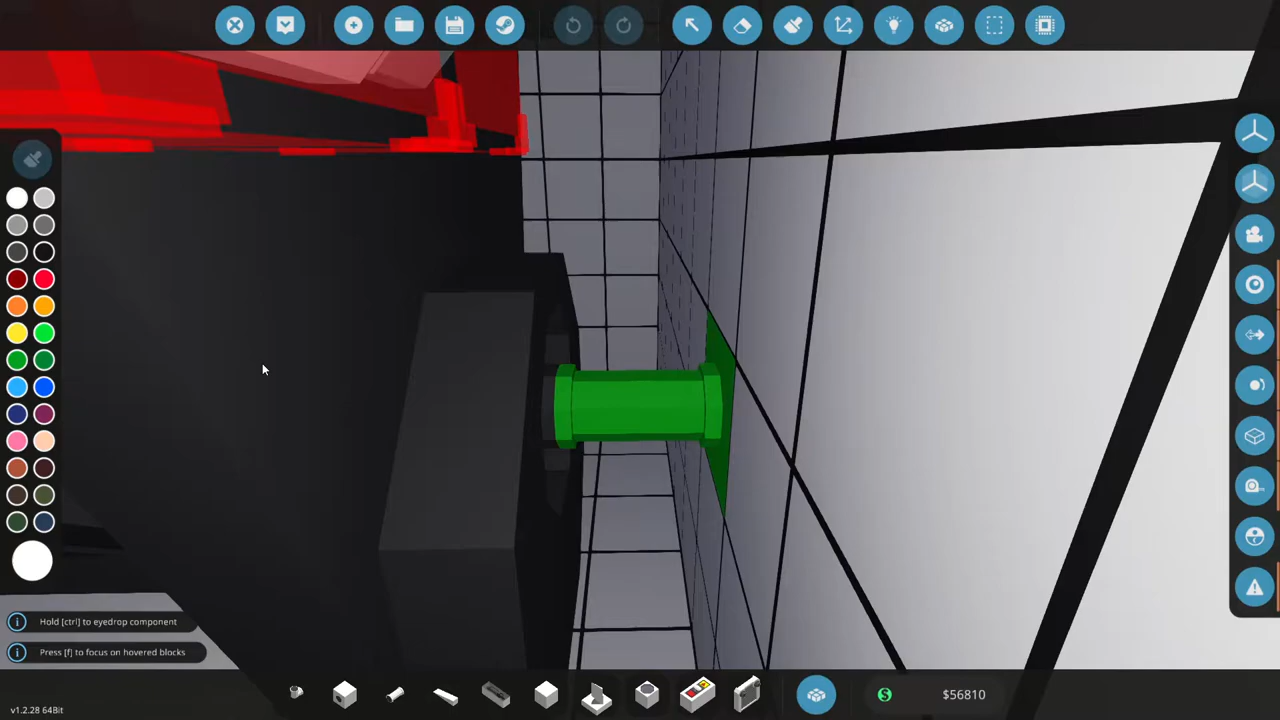 Hold [ctrl] to eyedrop component
Press [f] to focus on hovered blocks
$56810
v1.2.28 64Bit